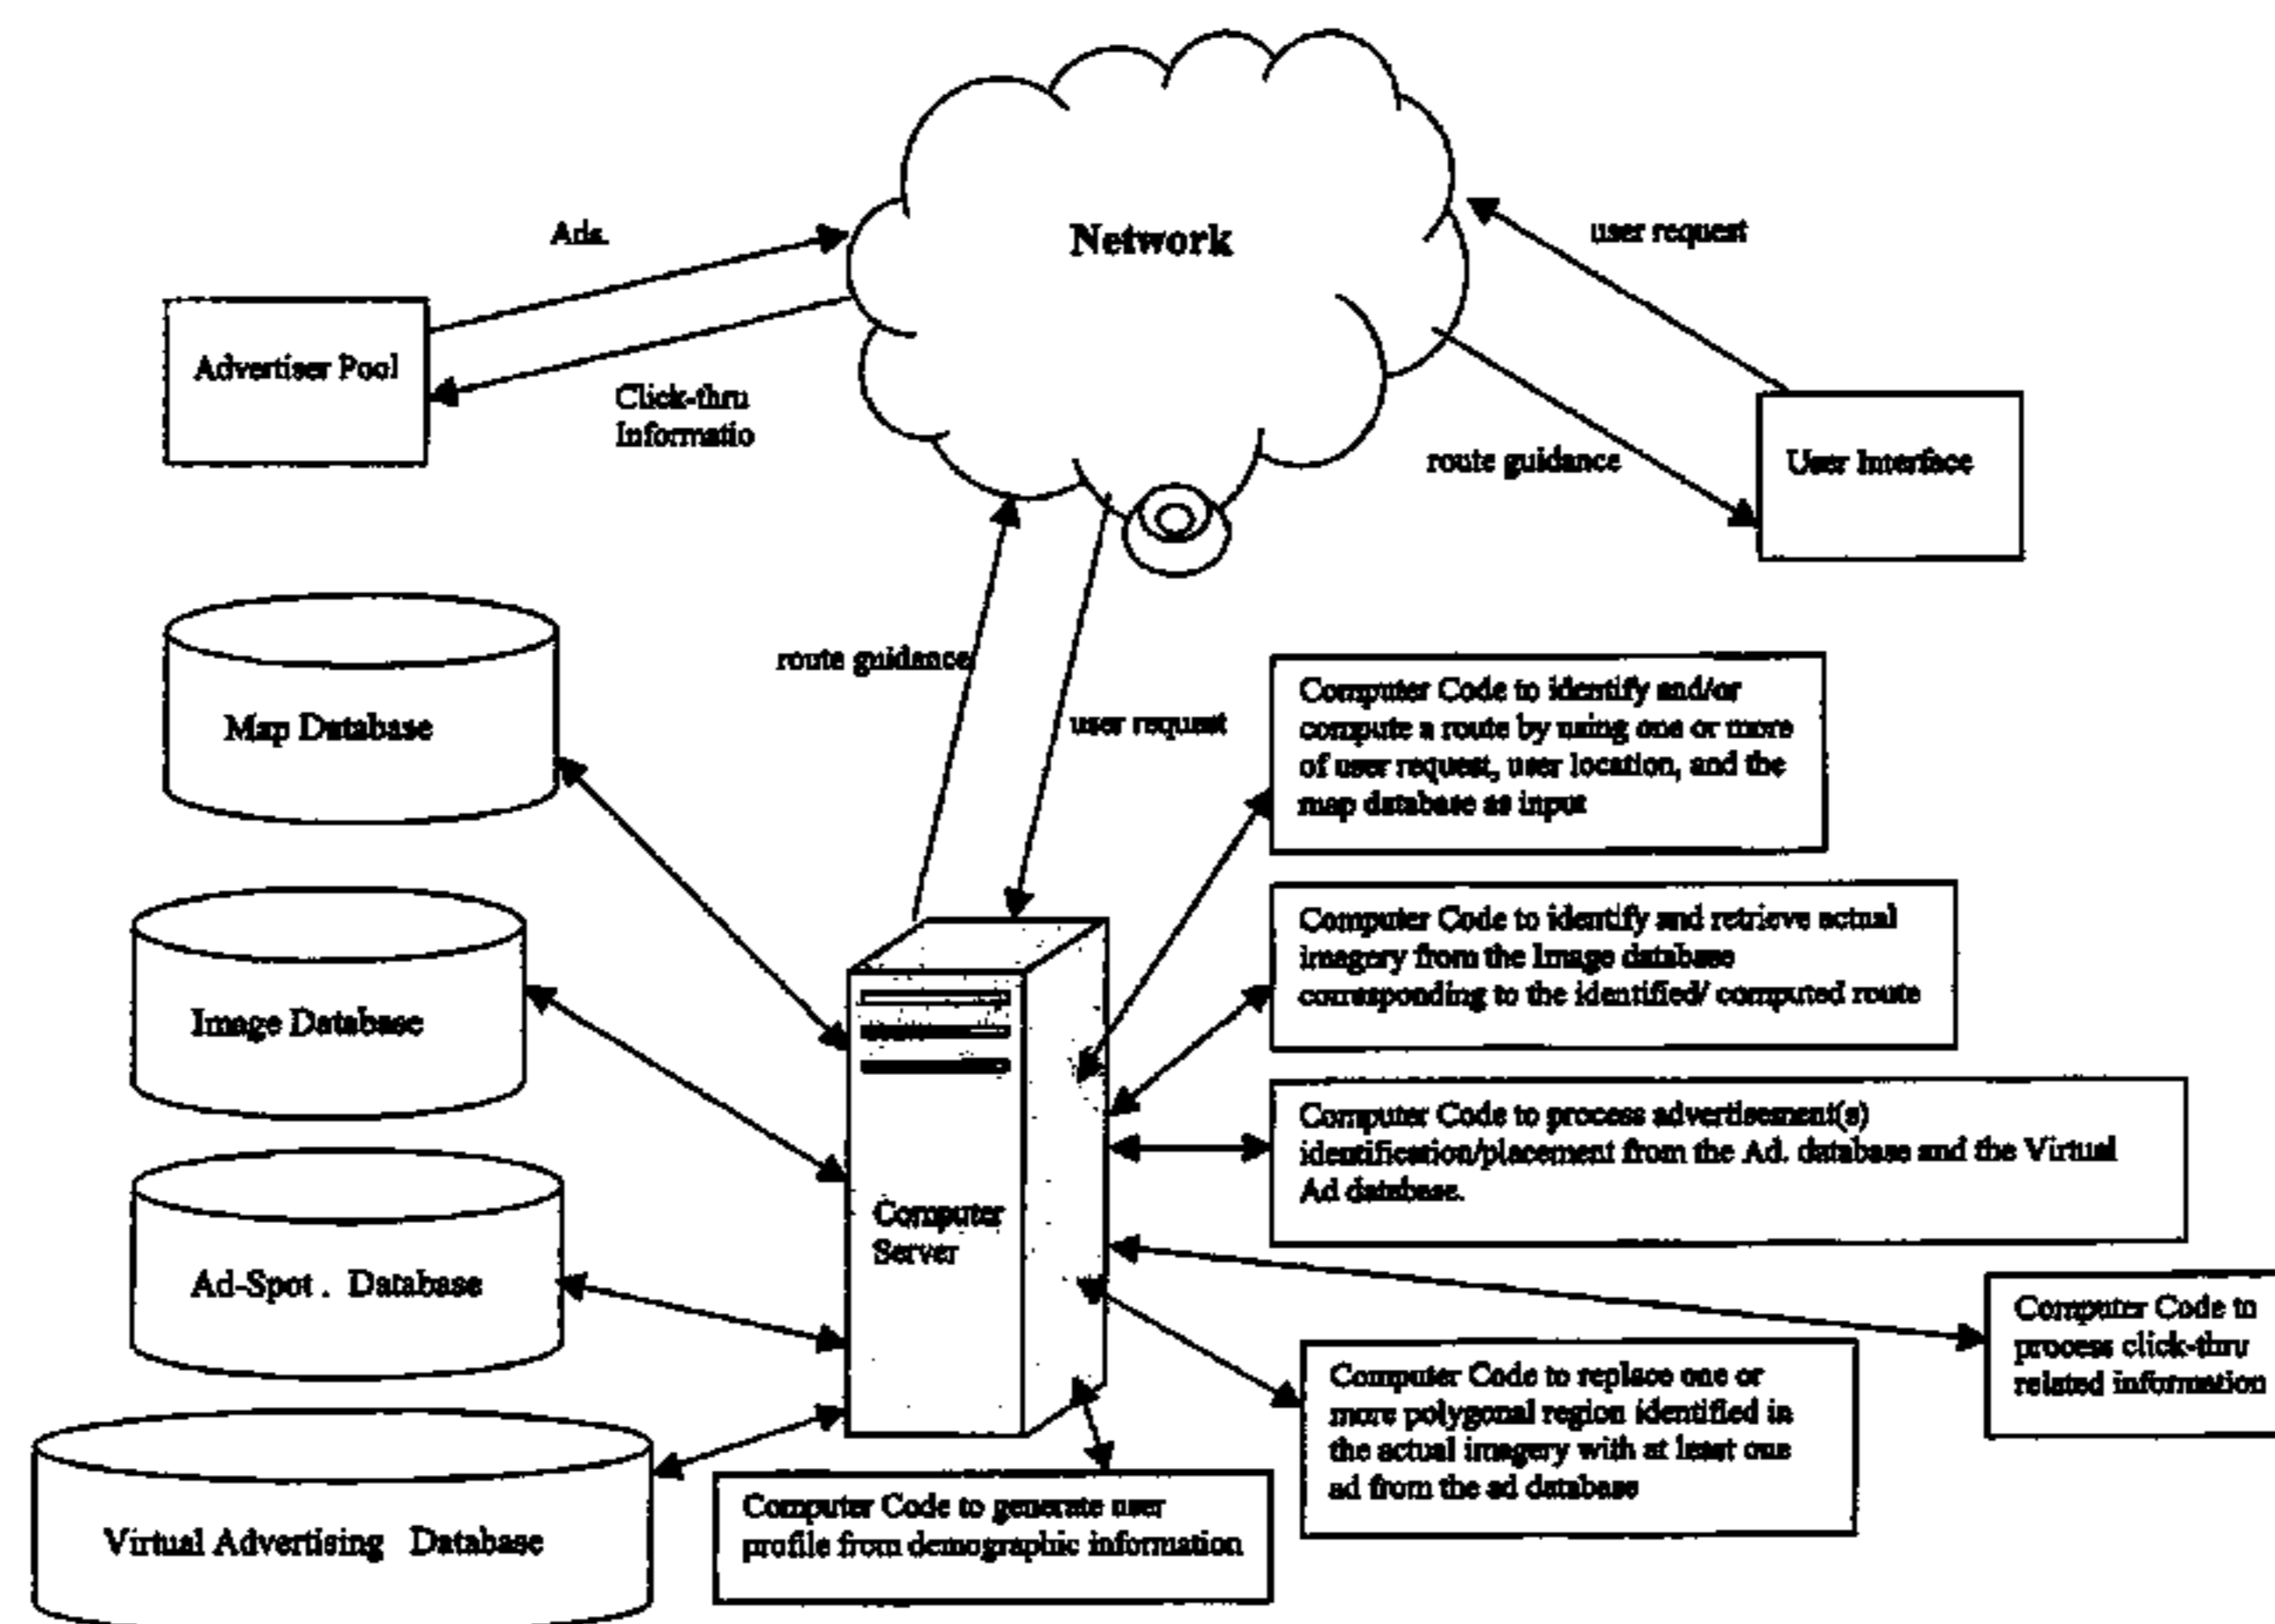 Network
Ads.
user request
Advertiser Pool
Click-thru
Informatio
route guidance
User Interface
route guidance
user request
Map Database
Computer Code to identify and/or
compute a route by using one or more
of user request, user location, and the
map database as input
Image Database
Computer Code to identify and retrieve actual
imagery from the Image database
corresponding to the identified/ computed route
Computer Code to process advertisement(s)
identification/placement from the Ad. database and the Virtual
Ad database.
Computer
Server
Ad-Spot . Database
Computer Code to
process click-thru
related information
Computer Code to replace one or
more polygonal region identified in
the actual imagery with at least one
ad from the ad database
Computer Code to generate user
profile from demographic information
Virtual Advertising Database